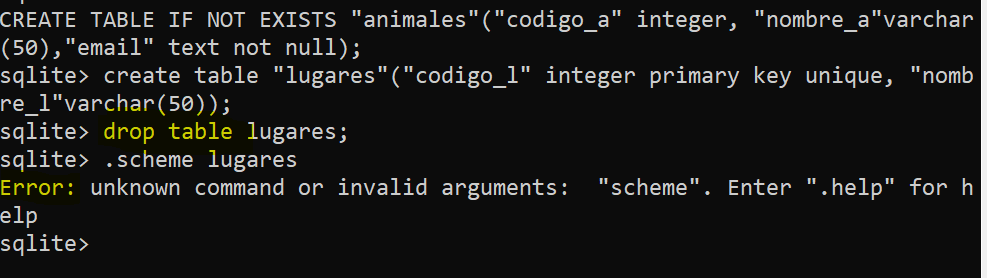 CREATE TABLE IF NOT EXISTS "animales"("codigo_a" integer, "nombre_a"varchar
(50),"email" text not null);
sqlite> create table "lugares"("codigo_l" integer primary key unique, "nomb
re_l"varchar(50));
sqlite> drop table lugares;
sqlite> .scheme lugares
Error: unknown command or invalid arguments:  "scheme". Enter ".help" for h
elp
sqlite>